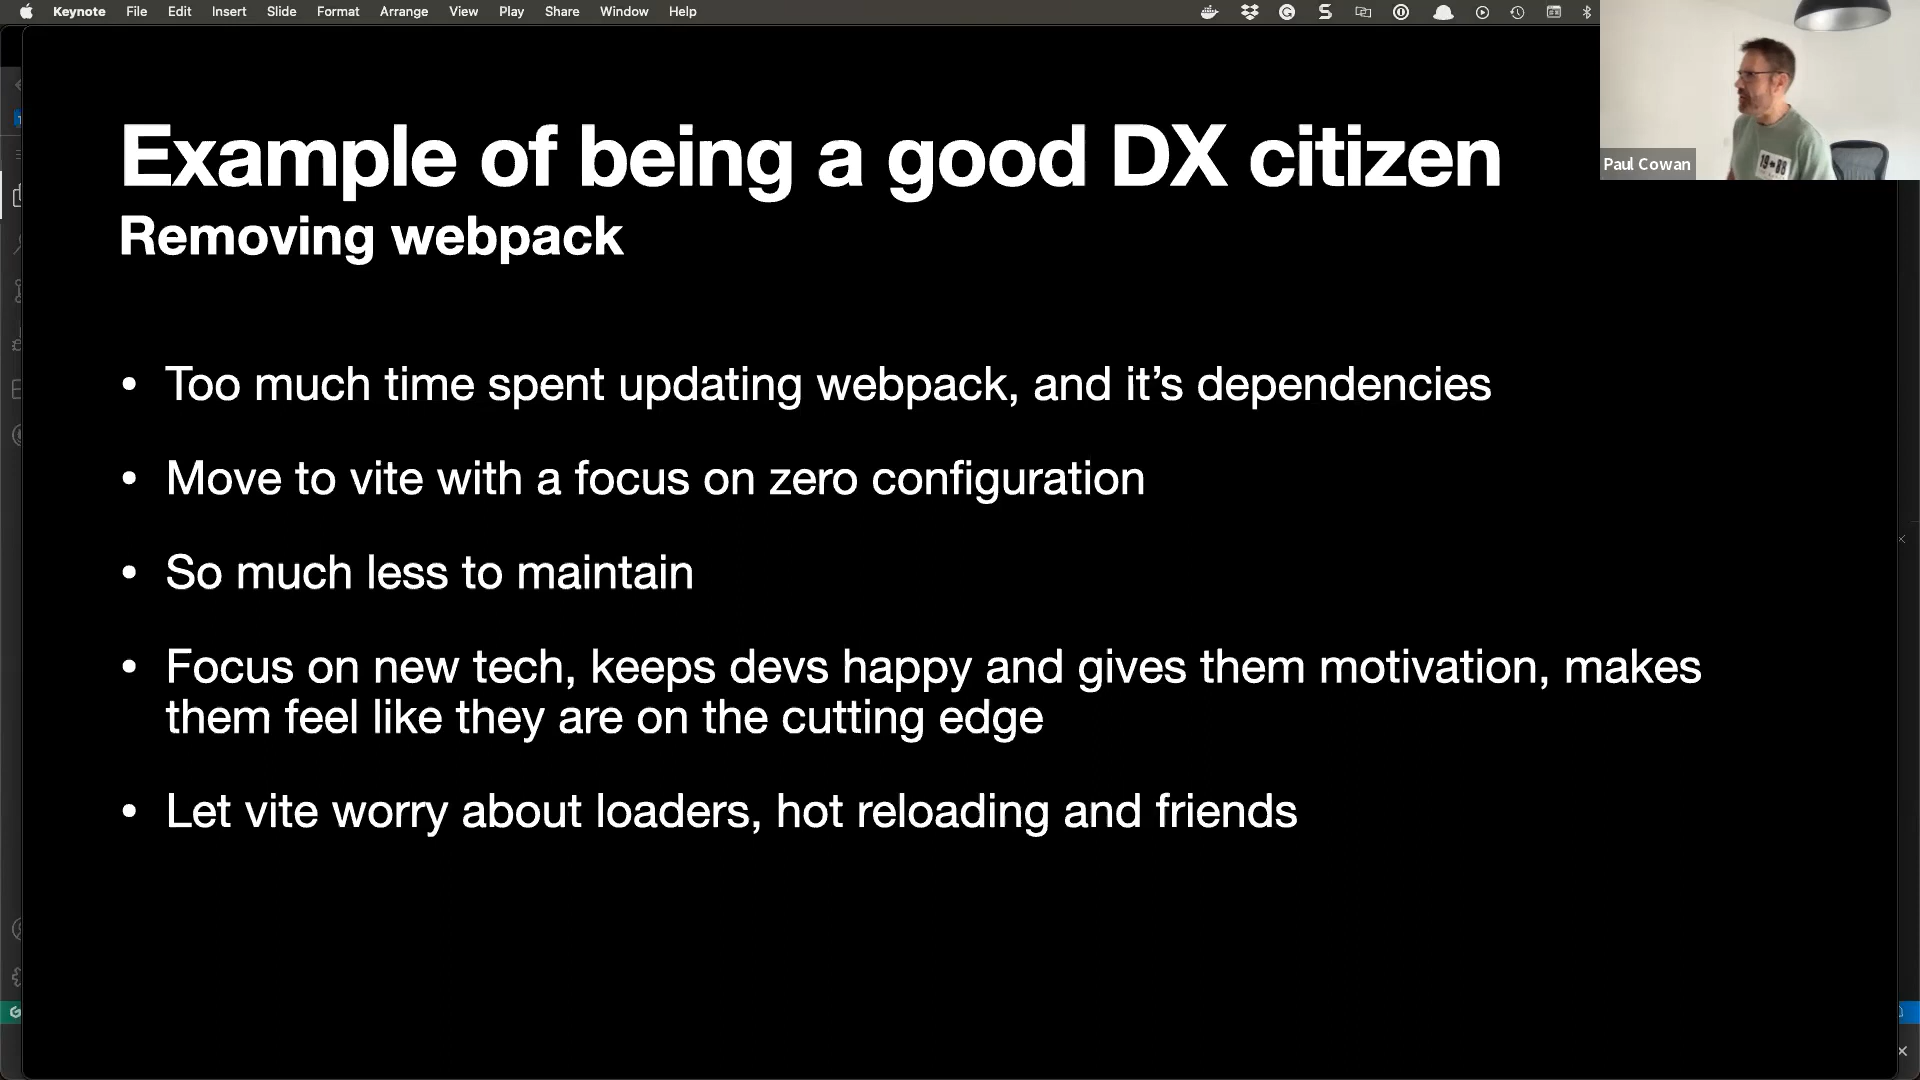 Keynote File Edit Insert Slide Format Arrange View Play Share Window Help
Paul Cowan
Example of being a good DX citizen
Removing webpack
• Too much time spent updating webpack, and it’s dependencies
• Move to vite with a focus on zero configuration
• So much less to maintain
• Focus on new tech, keeps devs happy and gives them motivation, makes
them feel like they are on the cutting edge
• Let vite worry about loaders, hot reloading and friends